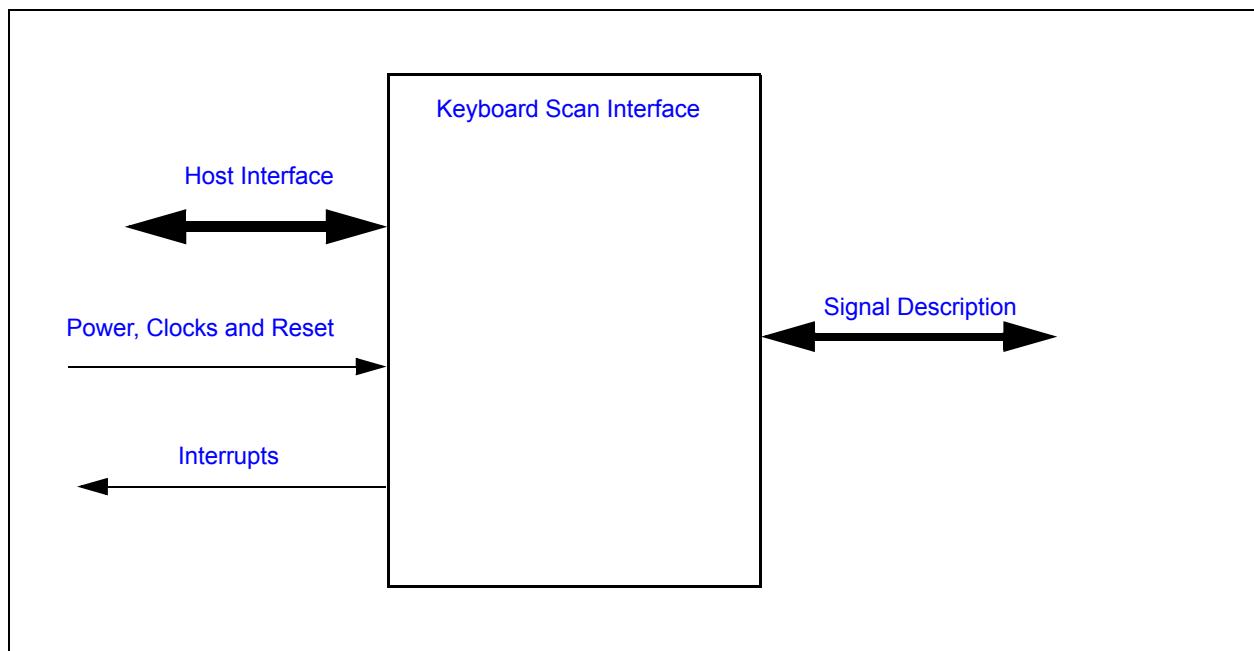 Keyboard Scan Interface
Host Interface
Signal Description
Power, Clocks and Reset
Interrupts